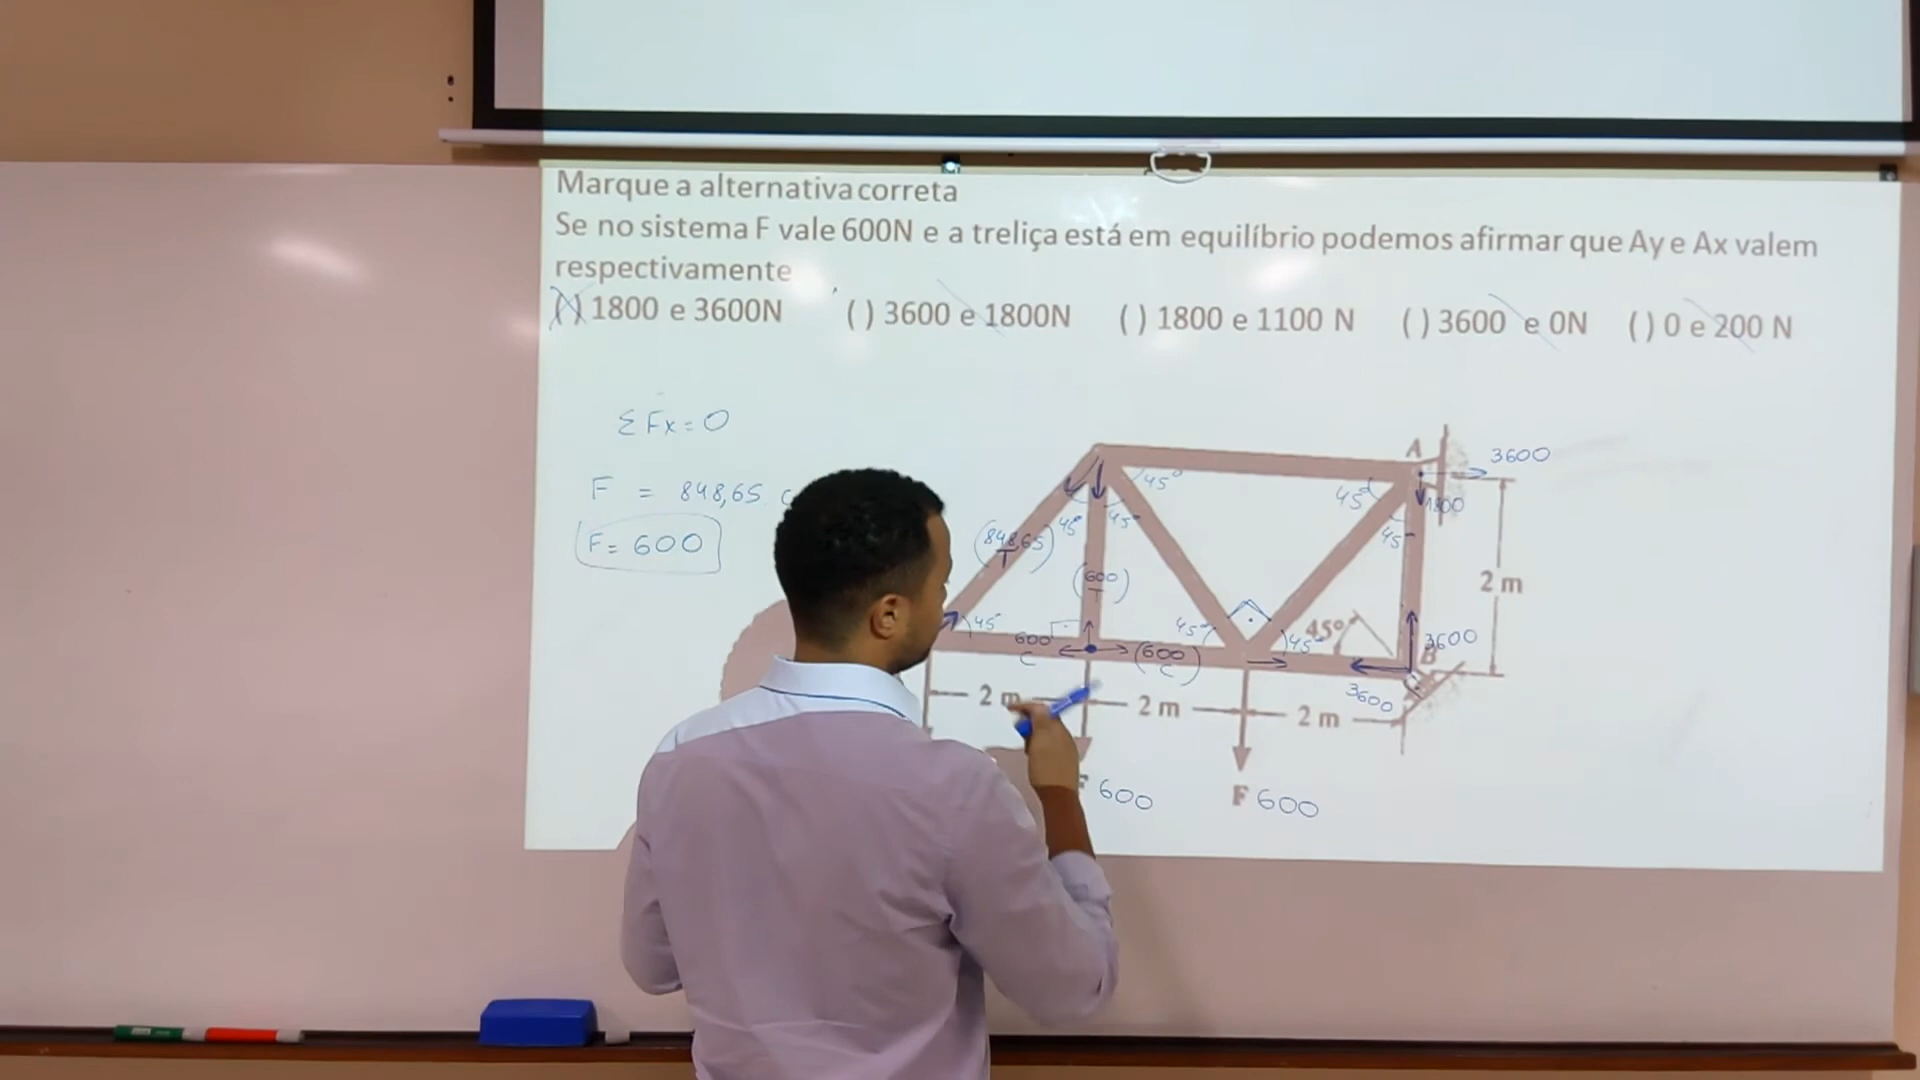 Marque a alternativa correta
Se no sistema F vale 600N e a treliça está em equilíbrio podemos afirmar que Ay e Ax valem
respectivamente
(X) 1800 e 3600N ( ) 3600 e 1800N ( ) 1800 e 1100 N ( ) 3600 e 0N ( ) 0 e 200 N
Σ Fx = 0
F = 848,65
F = 600
A
3600
1800
45°
45°
45
45
45
(848,65)
T
(600)
T
2 m
45
600
C
(600)
C
45°
45°
45°
3600
B
3600
2 m
2 m
2 m
F 600
F 600